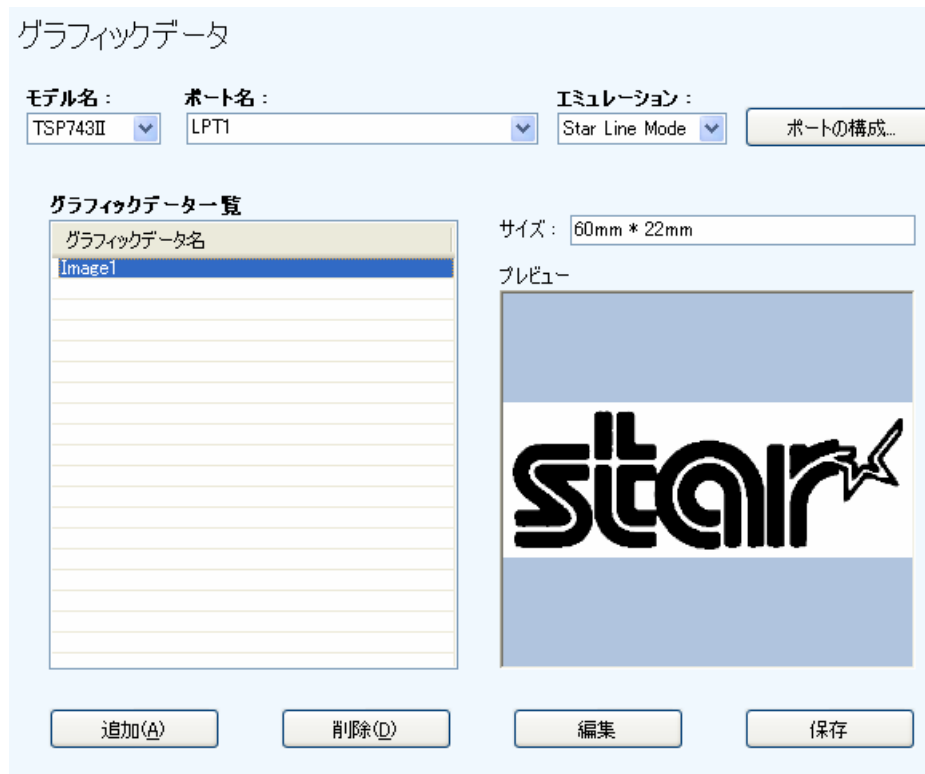 グラフィックデータ
モデル名： ポート名： エミュレーション：
TSP743II LPT1 Star Line Mode ポートの構成...
グラフィックデータ一覧
グラフィックデータ名
Image1
サイズ： 60mm * 22mm
プレビュー
star
追加(A) 削除(D) 編集 保存